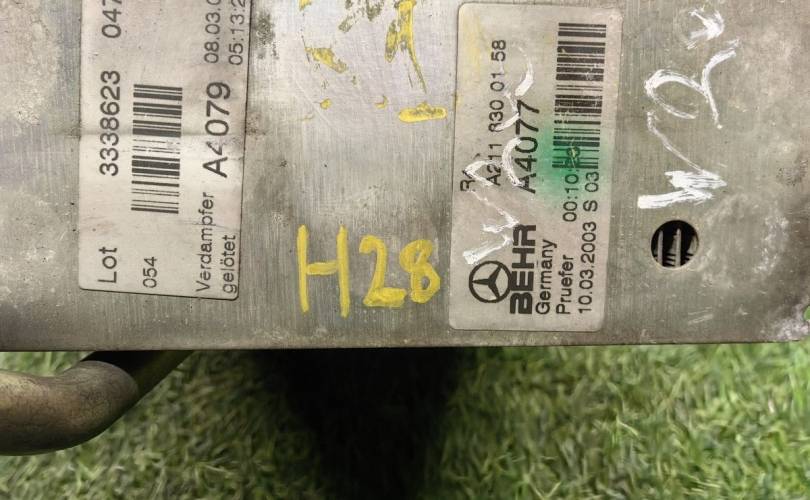 Lot 3338623 047
054
Verdampfer A4079 08.03.0
gelötet 05:13:2
H28
A211 830 01 58
BEHR A4077
Germany
Pruefer 00:10:
10.03.2003 S 03